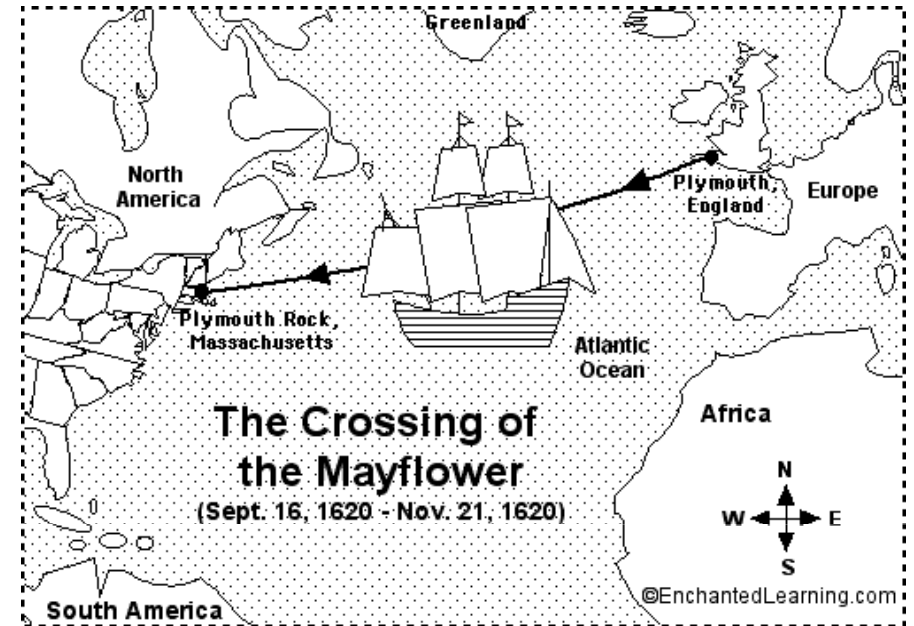 Greenland
North
America
Plymouth,
England
Europe
Plymouth Rock,
Massachusetts
Atlantic
Ocean
The Crossing of
the Mayflower
(Sept. 16, 1620 - Nov. 21, 1620)
Africa
N
W E
S
©EnchantedLearning.com
South America